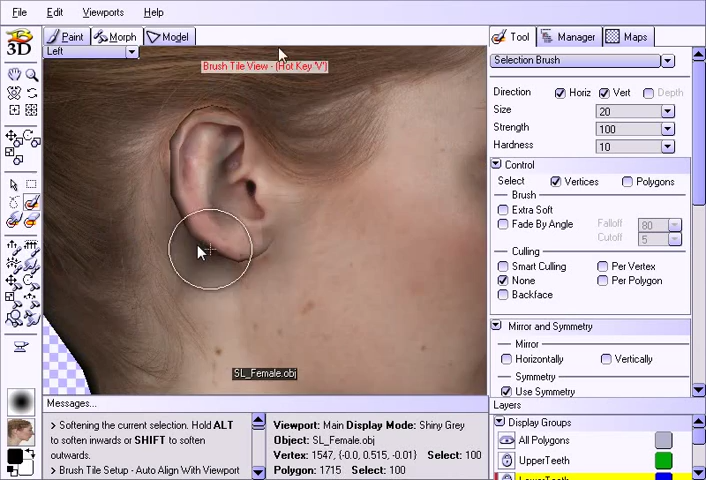 File Edit Viewports Help
3D
Paint Morph Model
Left
Brush Tile View - (Hot Key 'V')
SL_Female.obj
Messages...
> Softening the current selection. Hold ALT
to soften inwards or SHIFT to soften
outwards.
> Brush Tile Setup - Auto Align With Viewport
Viewport: Main Display Mode: Shiny Grey
Object: SL_Female.obj
Vertex: 1547, {-0.0, 0.515, -0.01} Select: 100
Polygon: 1715 Select: 100
Tool Manager Maps
Selection Brush
Direction Horiz Vert Depth
Size 20
Strength 100
Hardness 10
Control
Select Vertices Polygons
Brush
Extra Soft
Fade By Angle Falloff 80
Cutoff 5
Culling
Smart Culling Per Vertex
None Per Polygon
Backface
Mirror and Symmetry
Mirror
Horizontally Vertically
Symmetry
Use Symmetry
Layers
Display Groups
All Polygons
UpperTeeth
LowerTeeth